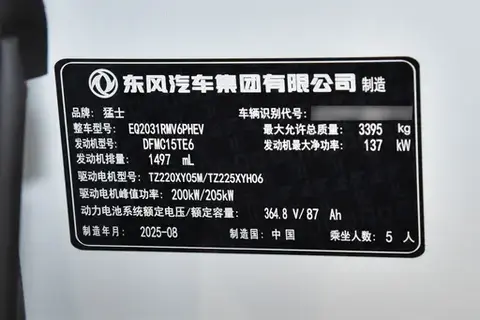 东风汽车集团有限公司 制造
品牌: 猛士 车辆识别代号:
整车型号: EQ2031RMV6PHEV 最大允许总质量: 3395 kg
发动机型号: DFMC15TE6 发动机最大净功率: 137 kW
发动机排量: 1497 mL
驱动电机型号: TZ220XY05M/TZ225XYH06
驱动电机峰值功率: 200kW/205kW
动力电池系统额定电压/额定容量: 364.8 V/87 Ah
制造年月: 2025-08 制造国: 中国 乘坐人数: 5 人